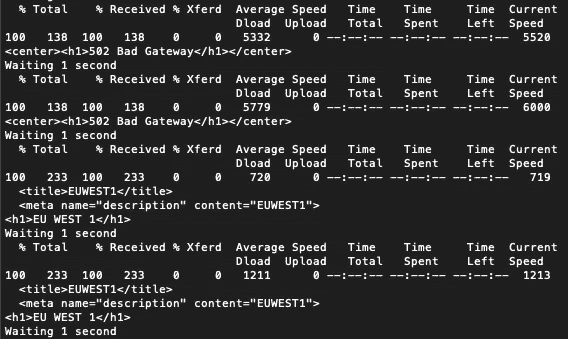 % Total    % Received % Xferd  Average Speed   Time    Time     Time  Current
                                 Dload  Upload   Total   Spent    Left  Speed
100   138  100   138    0     0   5332      0 --:--:-- --:--:-- --:--:--  5520
<center><h1>502 Bad Gateway</h1></center>
Waiting 1 second
  % Total    % Received % Xferd  Average Speed   Time    Time     Time  Current
                                 Dload  Upload   Total   Spent    Left  Speed
100   138  100   138    0     0   5779      0 --:--:-- --:--:-- --:--:--  6000
<center><h1>502 Bad Gateway</h1></center>
Waiting 1 second
  % Total    % Received % Xferd  Average Speed   Time    Time     Time  Current
                                 Dload  Upload   Total   Spent    Left  Speed
100   233  100   233    0     0    720      0 --:--:-- --:--:-- --:--:--   719
  <title>EUWEST1</title>
  <meta name="description" content="EUWEST1">
<h1>EU WEST 1</h1>
Waiting 1 second
  % Total    % Received % Xferd  Average Speed   Time    Time     Time  Current
                                 Dload  Upload   Total   Spent    Left  Speed
100   233  100   233    0     0   1211      0 --:--:-- --:--:-- --:--:--  1213
  <title>EUWEST1</title>
  <meta name="description" content="EUWEST1">
<h1>EU WEST 1</h1>
Waiting 1 second